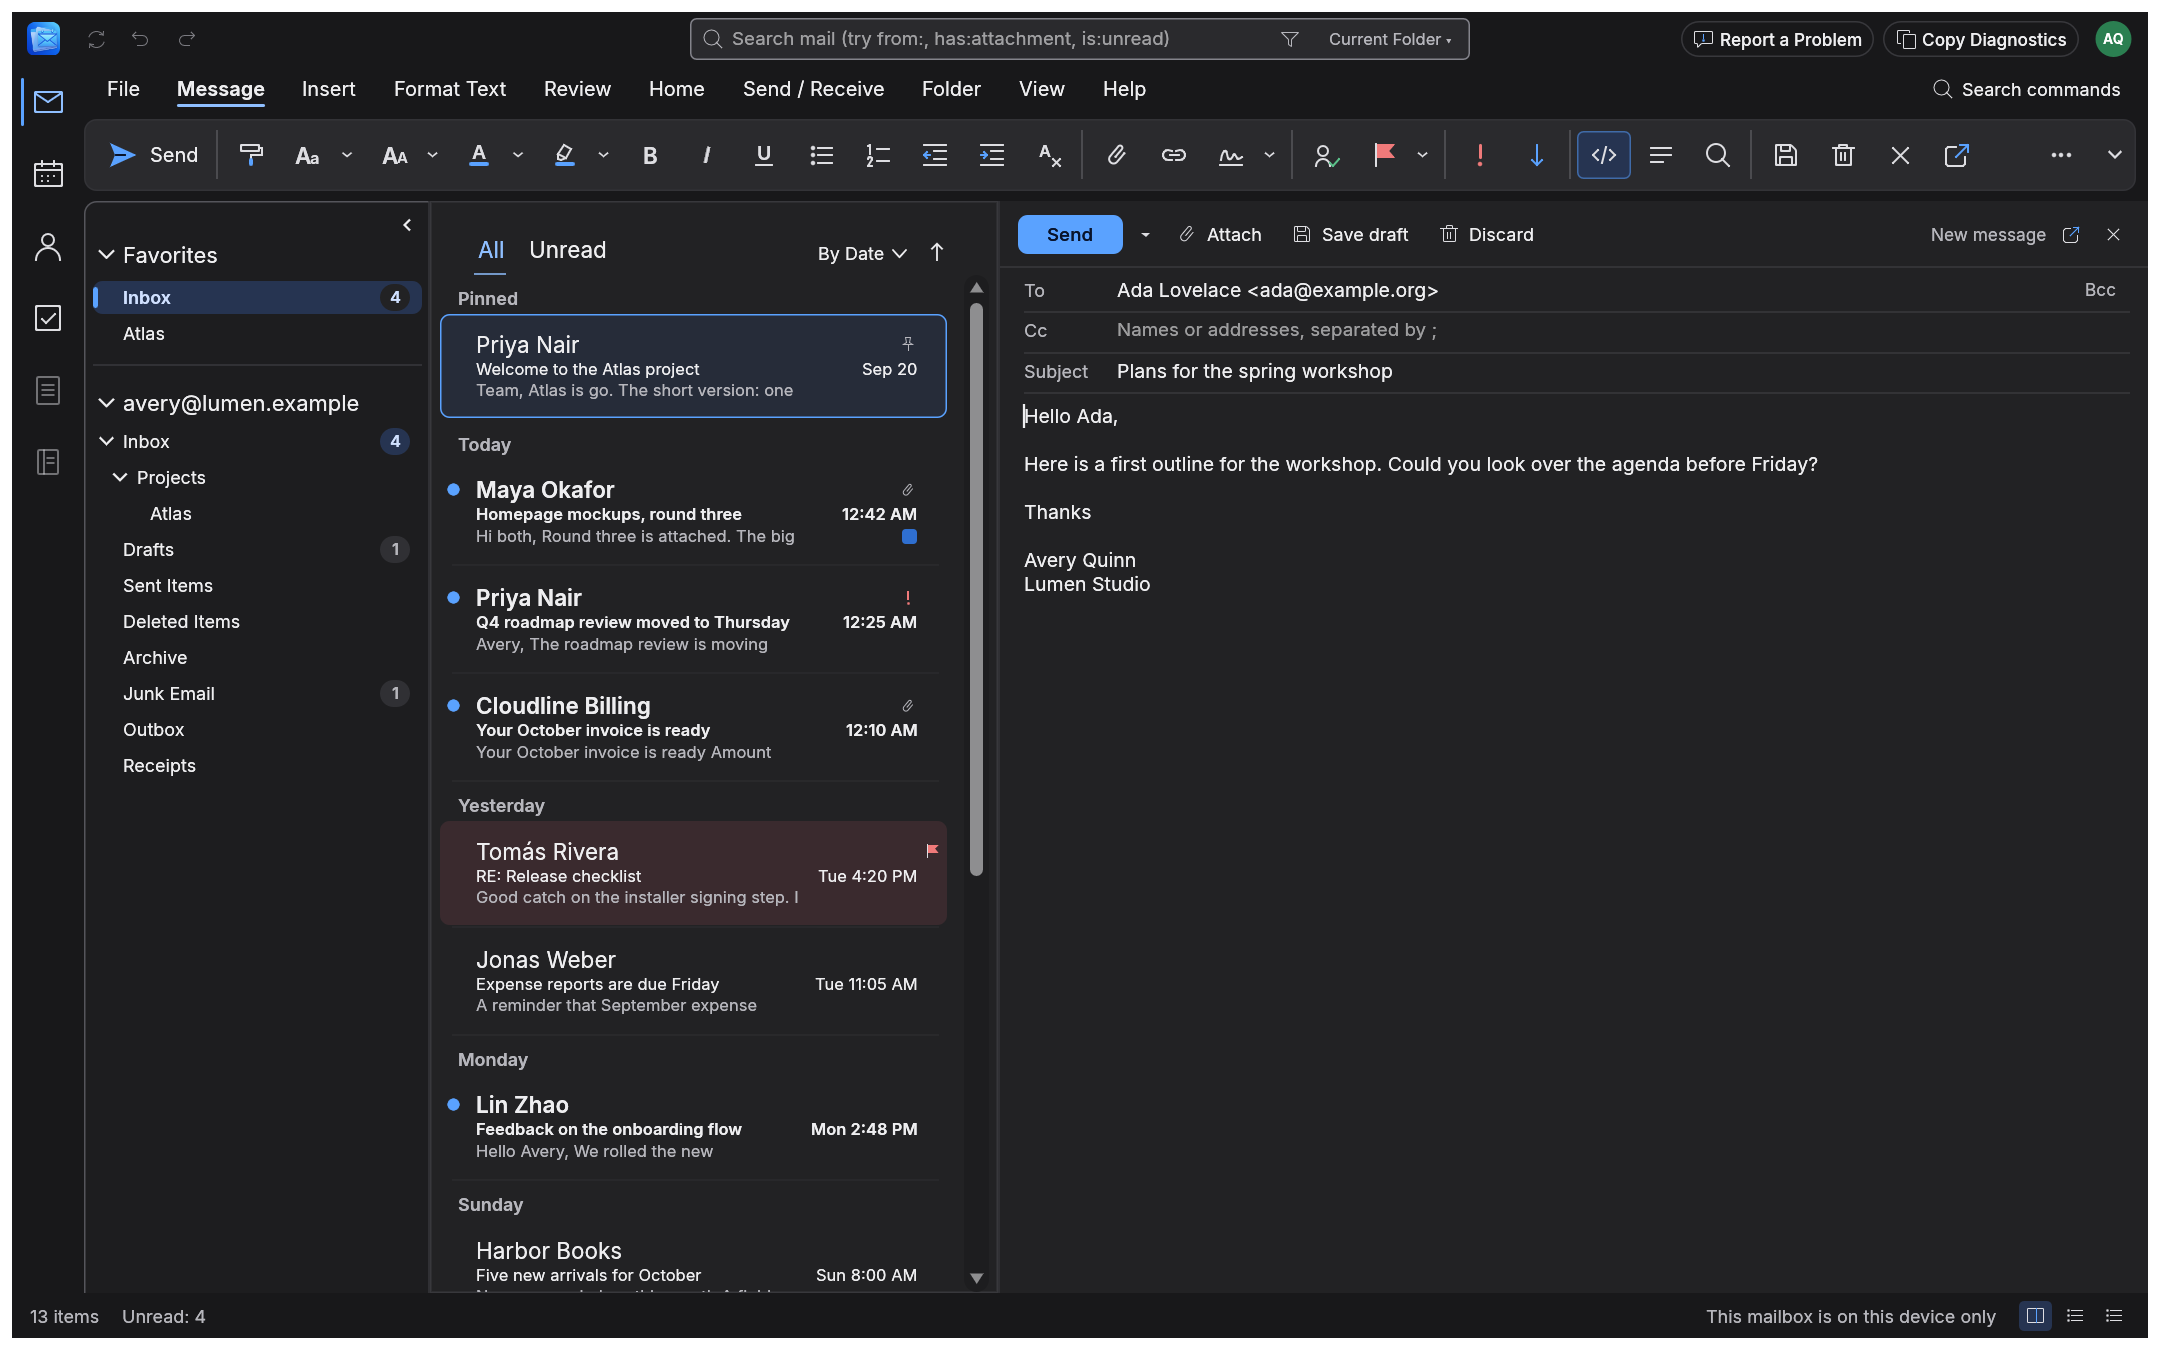 Search mail (try from:, has:attachment, is:unread)
Current Folder
Report a Problem
Copy Diagnostics
AQ
File Message Insert Format Text Review Home Send / Receive Folder View Help
Search commands
Send
Favorites
Inbox 4
Atlas
avery@lumen.example
Inbox 4
Projects
Atlas
Drafts 1
Sent Items
Deleted Items
Archive
Junk Email 1
Outbox
Receipts
All Unread
By Date
Pinned
Priya Nair
Welcome to the Atlas project Sep 20
Team, Atlas is go. The short version: one
Today
Maya Okafor
Homepage mockups, round three 12:42 AM
Hi both, Round three is attached. The big
Priya Nair
Q4 roadmap review moved to Thursday 12:25 AM
Avery, The roadmap review is moving
Cloudline Billing
Your October invoice is ready 12:10 AM
Your October invoice is ready Amount
Yesterday
Tomás Rivera
RE: Release checklist Tue 4:20 PM
Good catch on the installer signing step. I
Jonas Weber
Expense reports are due Friday Tue 11:05 AM
A reminder that September expense
Monday
Lin Zhao
Feedback on the onboarding flow Mon 2:48 PM
Hello Avery, We rolled the new
Sunday
Harbor Books
Five new arrivals for October Sun 8:00 AM
Send Attach Save draft Discard New message
To Ada Lovelace <ada@example.org> Bcc
Cc Names or addresses, separated by ;
Subject Plans for the spring workshop
Hello Ada,
Here is a first outline for the workshop. Could you look over the agenda before Friday?
Thanks
Avery Quinn
Lumen Studio
13 items Unread: 4
This mailbox is on this device only